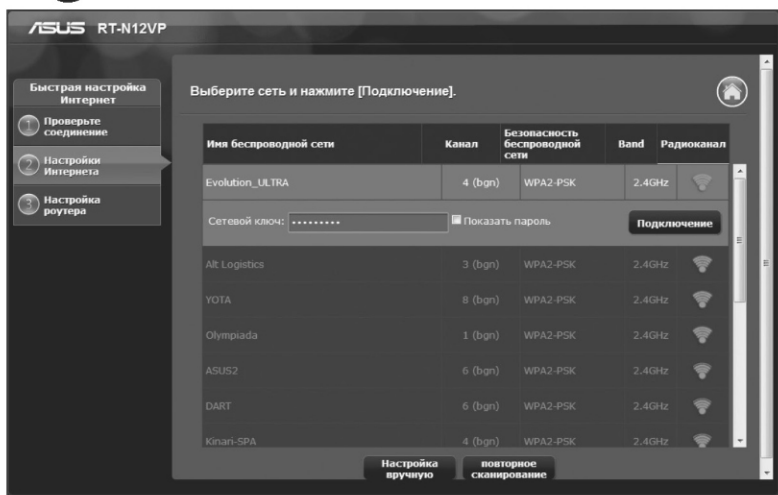 ASUS RT-N12VP
Быстрая настройка
Интернет
1 Проверьте
соединение
2 Настройки
Интернета
3 Настройка
роутера
Выберите сеть и нажмите [Подключение].
Имя беспроводной сети Канал Безопасность беспроводной сети Band Радиоканал
Evolution_ULTRA 4 (bgn) WPA2-PSK 2.4GHz
Сетевой ключ: ••••••••• Показать пароль Подключение
Alt Logistics 3 (bgn) WPA2-PSK 2.4GHz
YOTA 8 (bgn) WPA2-PSK 2.4GHz
Olympiada 1 (bgn) WPA2-PSK 2.4GHz
ASUS2 6 (bgn) WPA2-PSK 2.4GHz
DART 6 (bgn) WPA2-PSK 2.4GHz
Kinari-SPA 4 (bgn) WPA2-PSK 2.4GHz
Настройка
вручную
повторное
сканирование